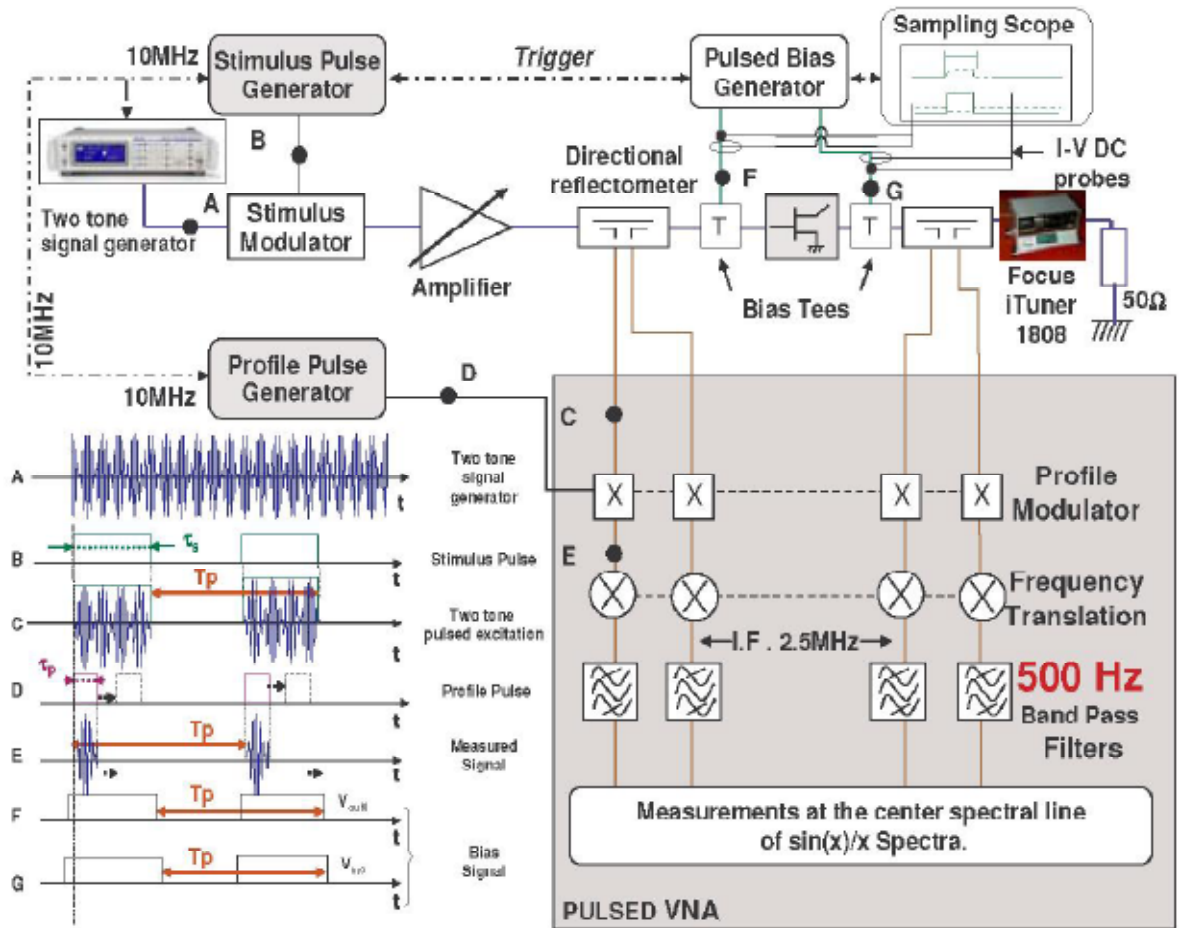 10MHz
Stimulus Pulse
Generator
Trigger
Pulsed Bias
Generator
Sampling Scope
B
Directional
reflectometer
F
G
I-V DC
probes
A
Two tone
signal generator
Stimulus
Modulator
T
T
Amplifier
Bias Tees
Focus
iTuner
1808
50Ω
10MHz
Profile Pulse
Generator
10MHz
D
C
X
X
X
X
Profile
Modulator
E
Frequency
Translation
I.F . 2.5MHz
500 Hz
Band Pass
Filters
Measurements at the center spectral line
of sin(x)/x Spectra.
PULSED VNA
A
t
Two tone
signal
generator
B
τs
t
Stimulus Pulse
Tp
C
t
Two tone
pulsed excitation
D
τp
t
Profile Pulse
E
Tp
t
Measured
Signal
F
Tp
t
G
Tp
t
Bias
Signal